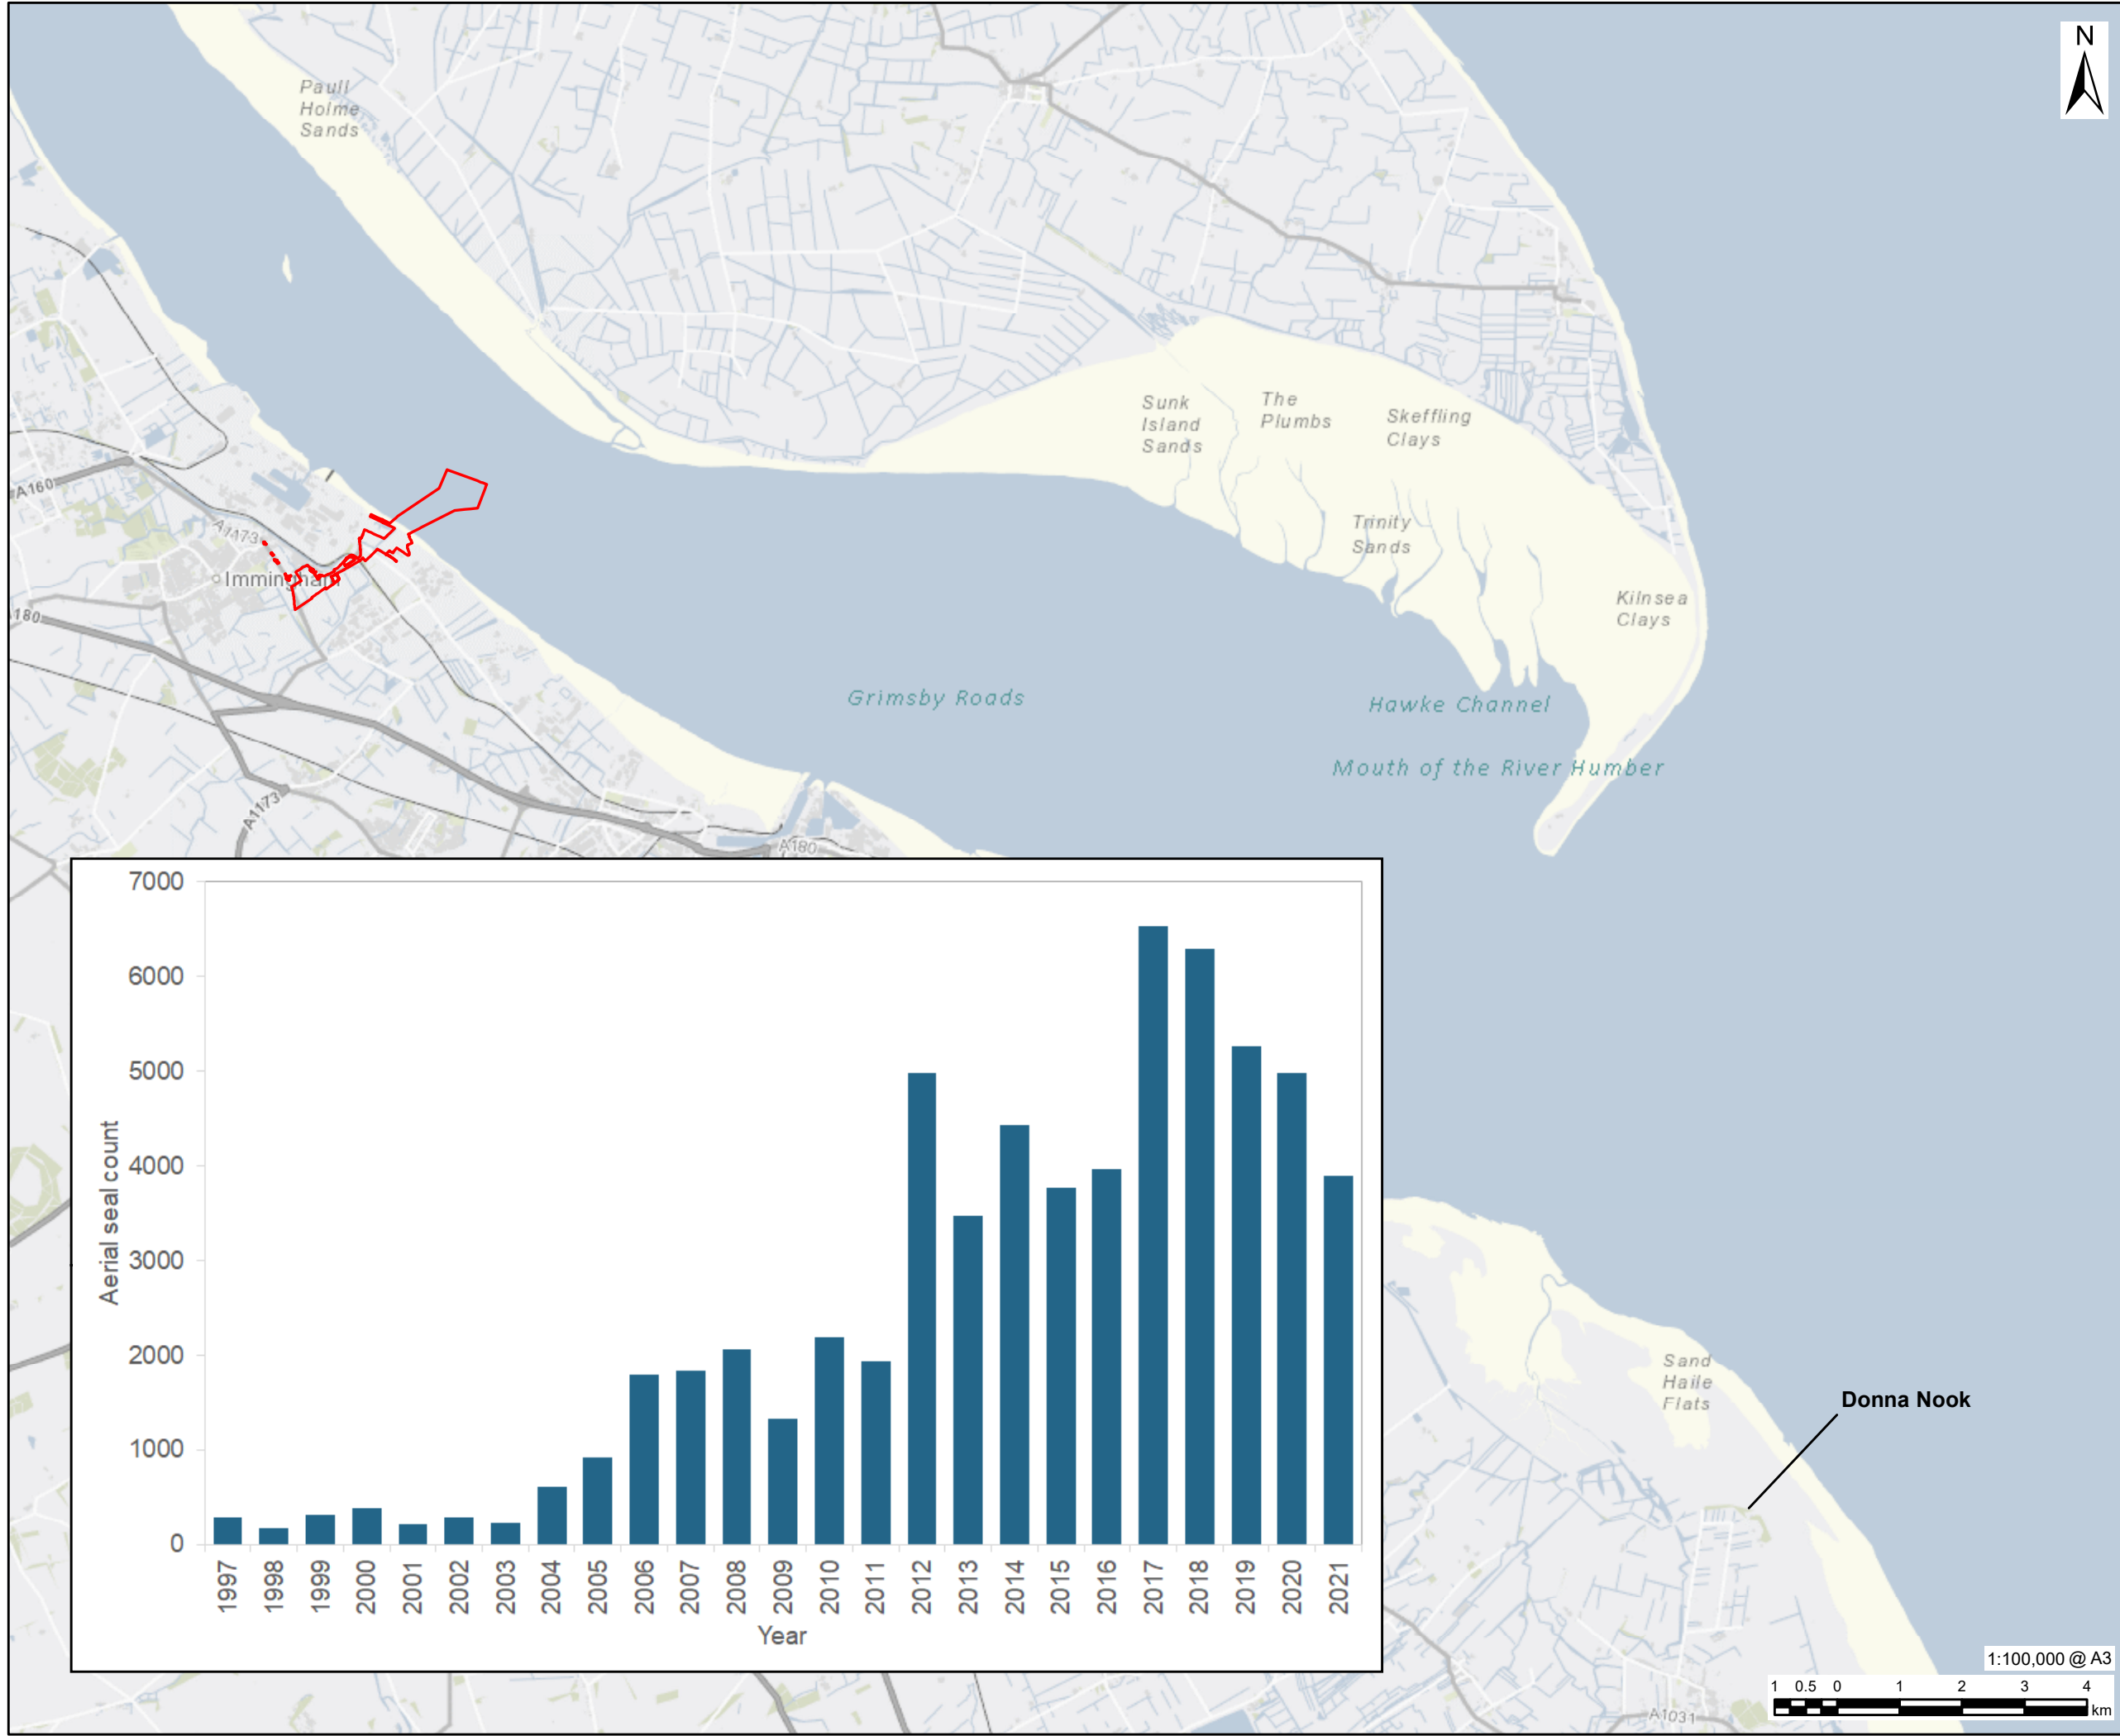 N
Paull
Holme
Sands
Sunk
Island
Sands
The
Plumbs
Skeffling
Clays
Trinity
Sands
Kilnsea
Clays
A160
A1173
Immingham
A180
Grimsby Roads
Hawke Channel
Mouth of the River Humber
A1173
A180
7000
6000
5000
4000
3000
2000
1000
0
Aerial seal count
1997
1998
1999
2000
2001
2002
2003
2004
2005
2006
2007
2008
2009
2010
2011
2012
2013
2014
2015
2016
2017
2018
2019
2020
2021
Year
Sand
Haile
Flats
Donna Nook
1:100,000 @ A3
1 0.5 0 1 2 3 4
km
A1031